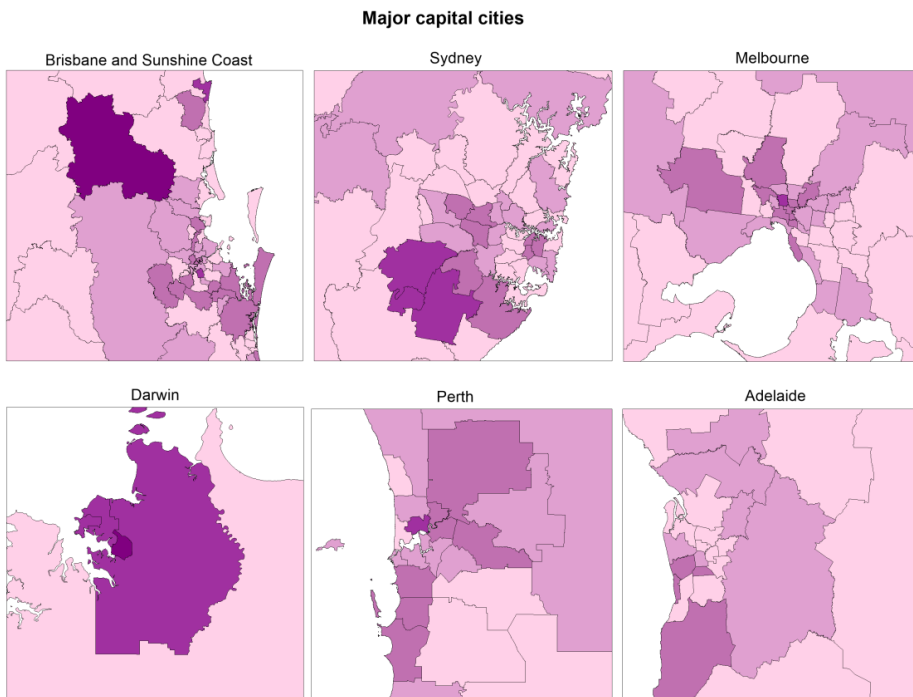 Major capital cities
Brisbane and Sunshine Coast
Sydney
Melbourne
Darwin
Perth
Adelaide